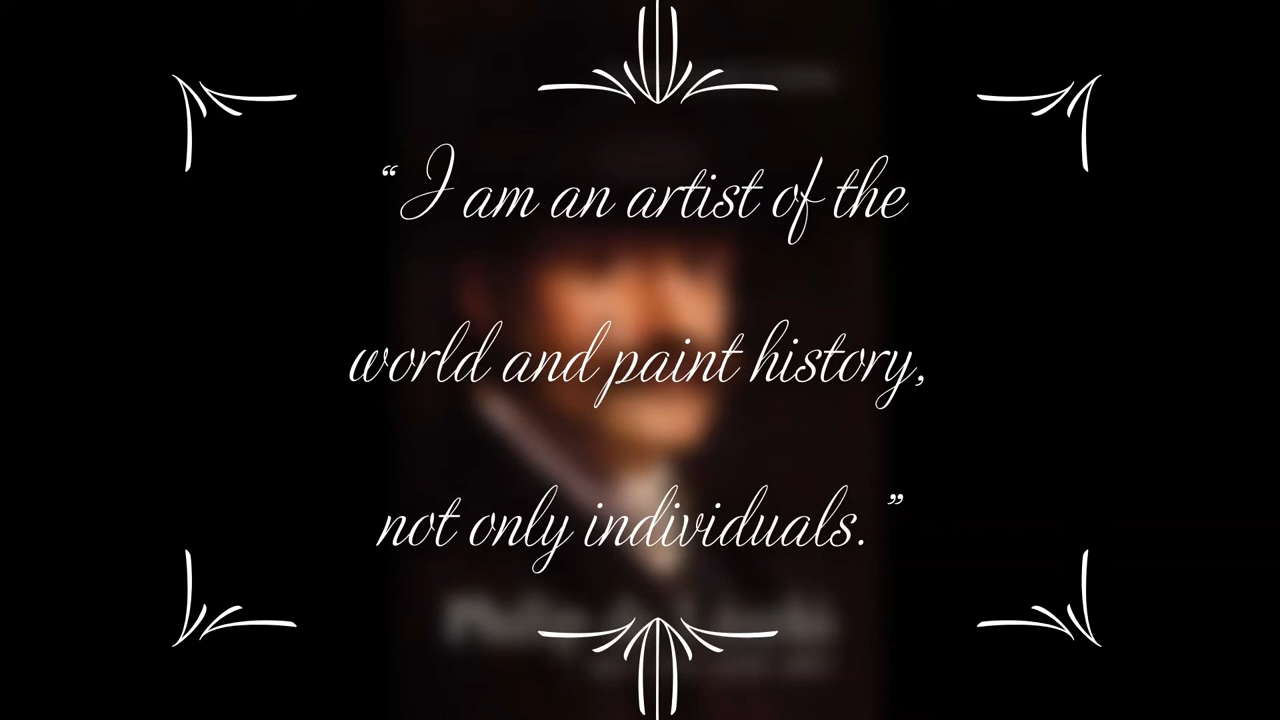 “ I am an artist of the
world and paint history,
not only individuals. ”